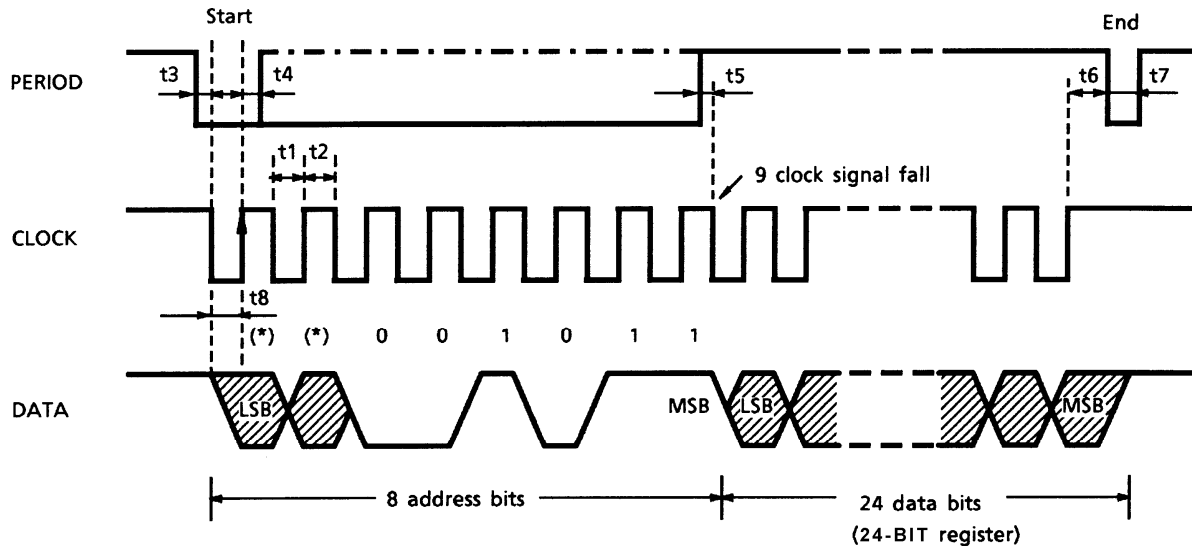 Start
End
PERIOD
t3
t4
t5
t6
t7
t1
t2
9 clock signal fall
CLOCK
t8
(*)
(*)
0
0
1
0
1
1
DATA
LSB
MSB
LSB
MSB
8 address bits
24 data bits
(24-BIT register)